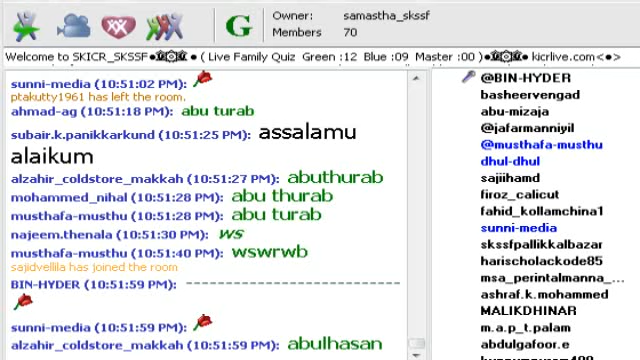 G
Owner: samastha_skssf
Members 70
Welcome to SKICR_SKSSF ( Live Family Quiz Green :12 Blue :09 Master :00 ) kicrlive.com<●>
sunni-media (10:51:02 PM):
ptakutty1961 has left the room.
ahmad-ag (10:51:18 PM): abu turab
subair.k.panikkarkund (10:51:25 PM): assalamu
alaikum
alzahir_coldstore_makkah (10:51:27 PM): abuthurab
mohammed_nihal (10:51:28 PM): abu thurab
musthafa-musthu (10:51:28 PM): abu turab
najeem.thenala (10:51:30 PM): ws
musthafa-musthu (10:51:40 PM): wswrwb
sajidvellila has joined the room
BIN-HYDER (10:51:59 PM):
sunni-media (10:51:59 PM):
alzahir_coldstore_makkah (10:51:59 PM): abulhasan
@BIN-HYDER
basheervengad
abu-mizaja
@jafarmanniyil
@musthafa-musthu
dhul-dhul
sajiihamd
firoz_calicut
fahid_kollamchina1
sunni-media
skssfpallikkalbazar
harischolackode85
msa_perintalmanna_...
ashraf.k.mohammed
MALIKDHINAR
m.a.p_t.palam
abdulgafoor.e